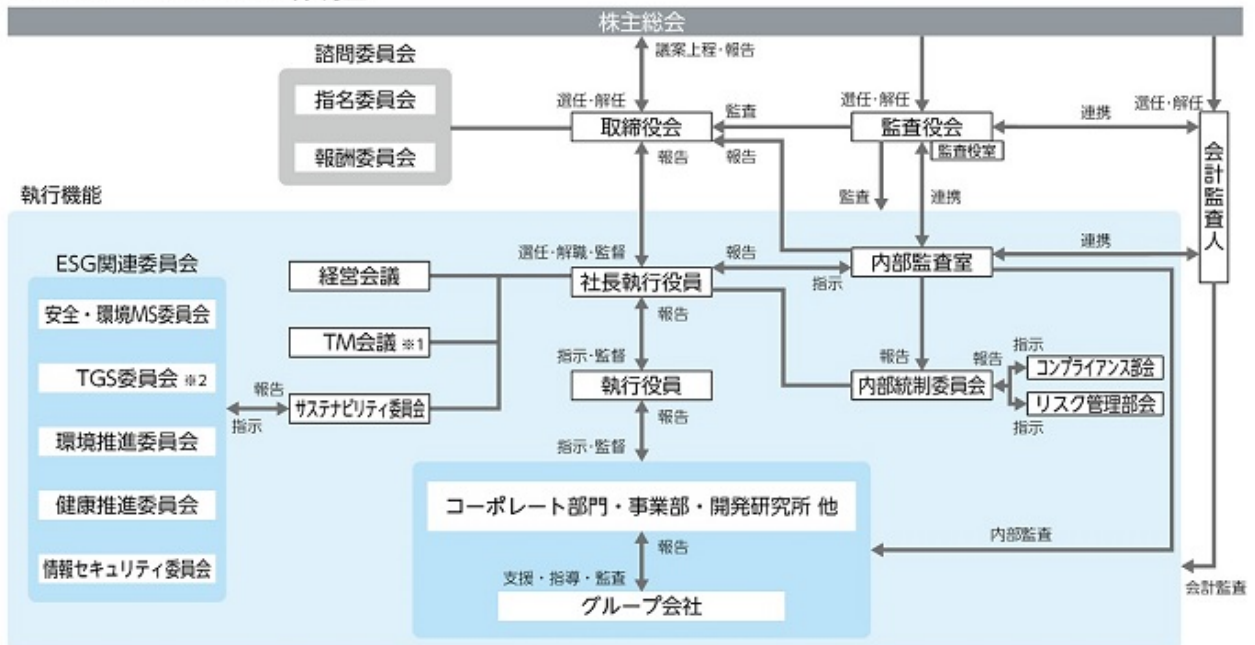 株主総会
諮問委員会
議案上程・報告
指名委員会
選任・解任
監査
選任・解任
連携
選任・解任
取締役会
監査役会
監査役室
会計監査人
報酬委員会
報告
報告
執行機能
監査
連携
選任・解職・監督
報告
内部監査室
連携
ESG関連委員会
経営会議
社長執行役員
指示
安全・環境MS委員会
報告
TM会議 ※1
指示・監督
報告
報告
指示
TGS委員会 ※2
執行役員
内部統制委員会
コンプライアンス部会
報告
サステナビリティ委員会
報告
リスク管理部会
指示
指示・監督
指示
環境推進委員会
コーポレート部門・事業部・開発研究所 他
健康推進委員会
報告
内部監査
情報セキュリティ委員会
支援・指導・監査
グループ会社
会計監査